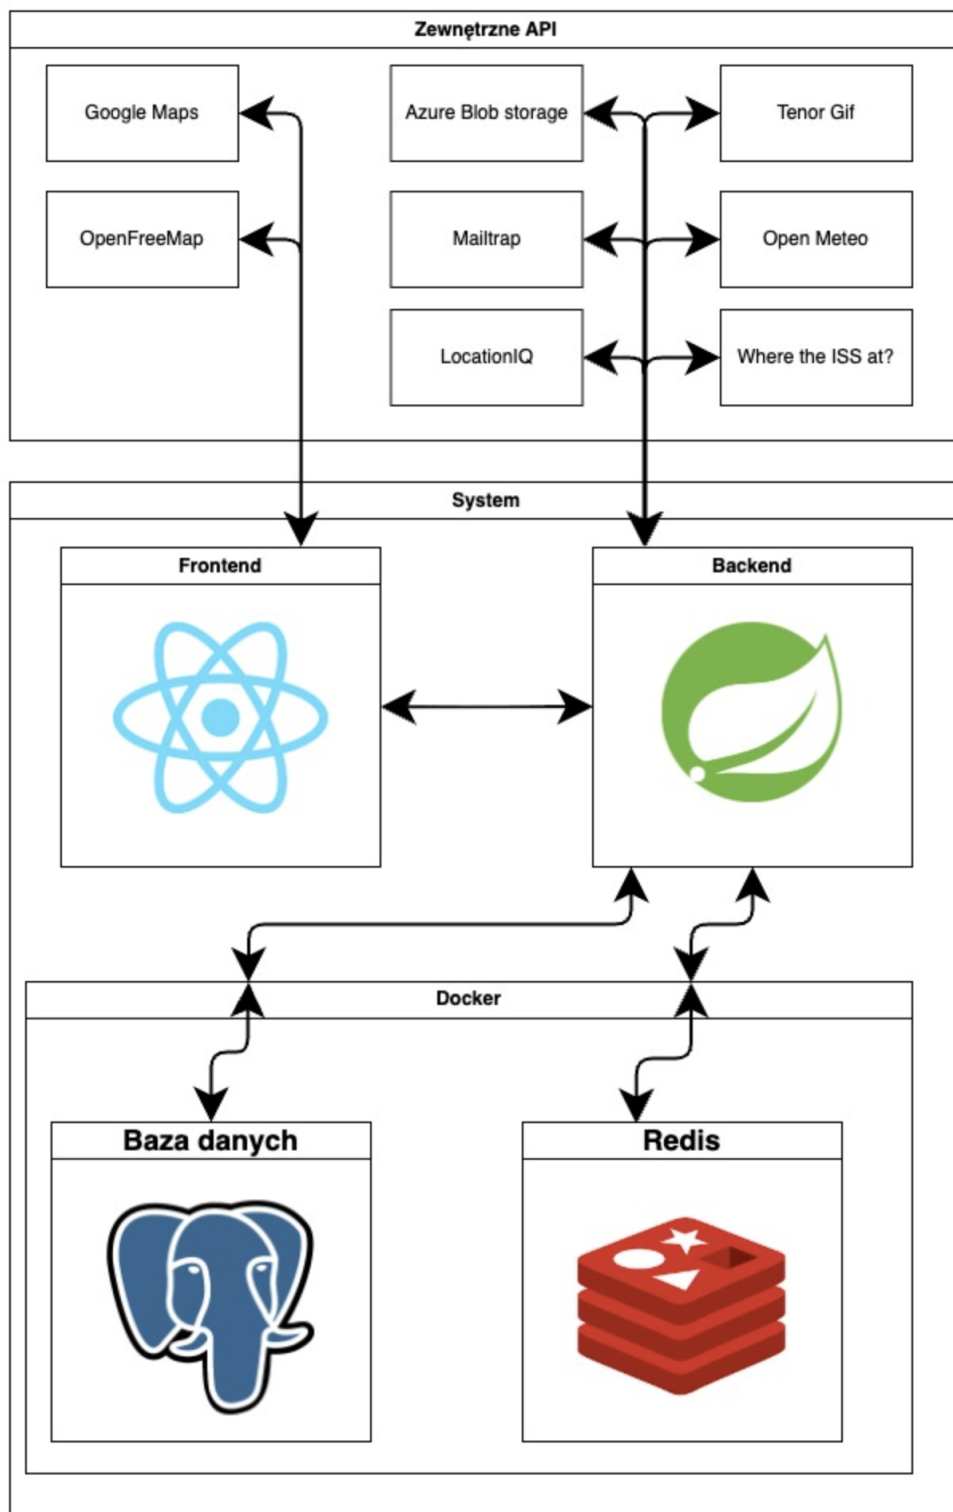 Zewnętrzne API
Google Maps
Azure Blob storage
Tenor Gif
OpenFreeMap
Mailtrap
Open Meteo
LocationIQ
Where the ISS at?
System
Frontend
Backend
Docker
Baza danych
Redis